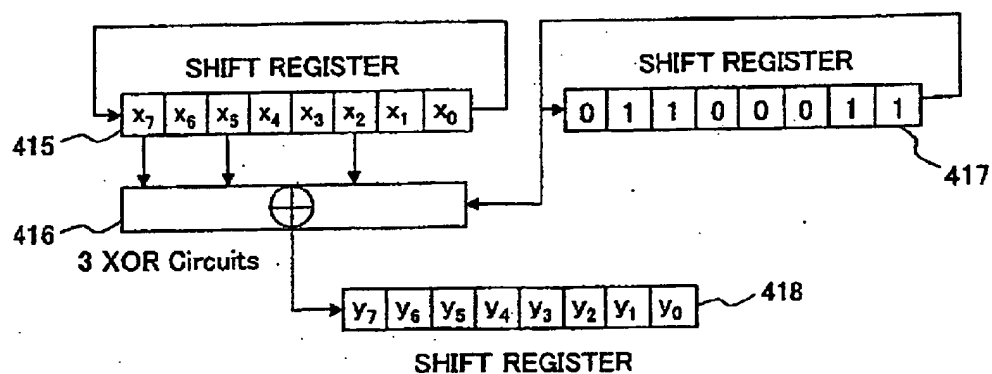 SHIFT REGISTER
SHIFT REGISTER
x7 x6 x5 x4 x3 x2 x1 x0
0 1 1 0 0 0 1 1
415
417
416
3 XOR Circuits
y7 y6 y5 y4 y3 y2 y1 y0
418
SHIFT REGISTER